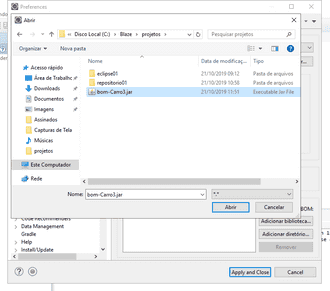 Preferences
Abrir
Disco Local (C:) > Blaze > projetos
Pesquisar projetos
Organizar
Nova pasta
Nome
Data de modificaç...
Tipo
Acesso rápido
Área de Trabalho
Downloads
Documentos
Imagens
Assinados
Capturas de Tela
Músicas
projetos
Este Computador
Rede
eclipse01
21/10/2019 09:12
Pasta de arquivos
repositorio01
21/10/2019 10:56
Pasta de arquivos
bom-Carro3.jar
21/10/2019 11:51
Executable Jar File
Nome:
bom-Carro3.jar
*.*
Abrir
Cancelar
Code Recommenders
Data Management
Gradle
Help
Install/Update
BOM:
Adicionar biblioteca...
Adicionar diretório...
Remover
Apply and Close
Cancel